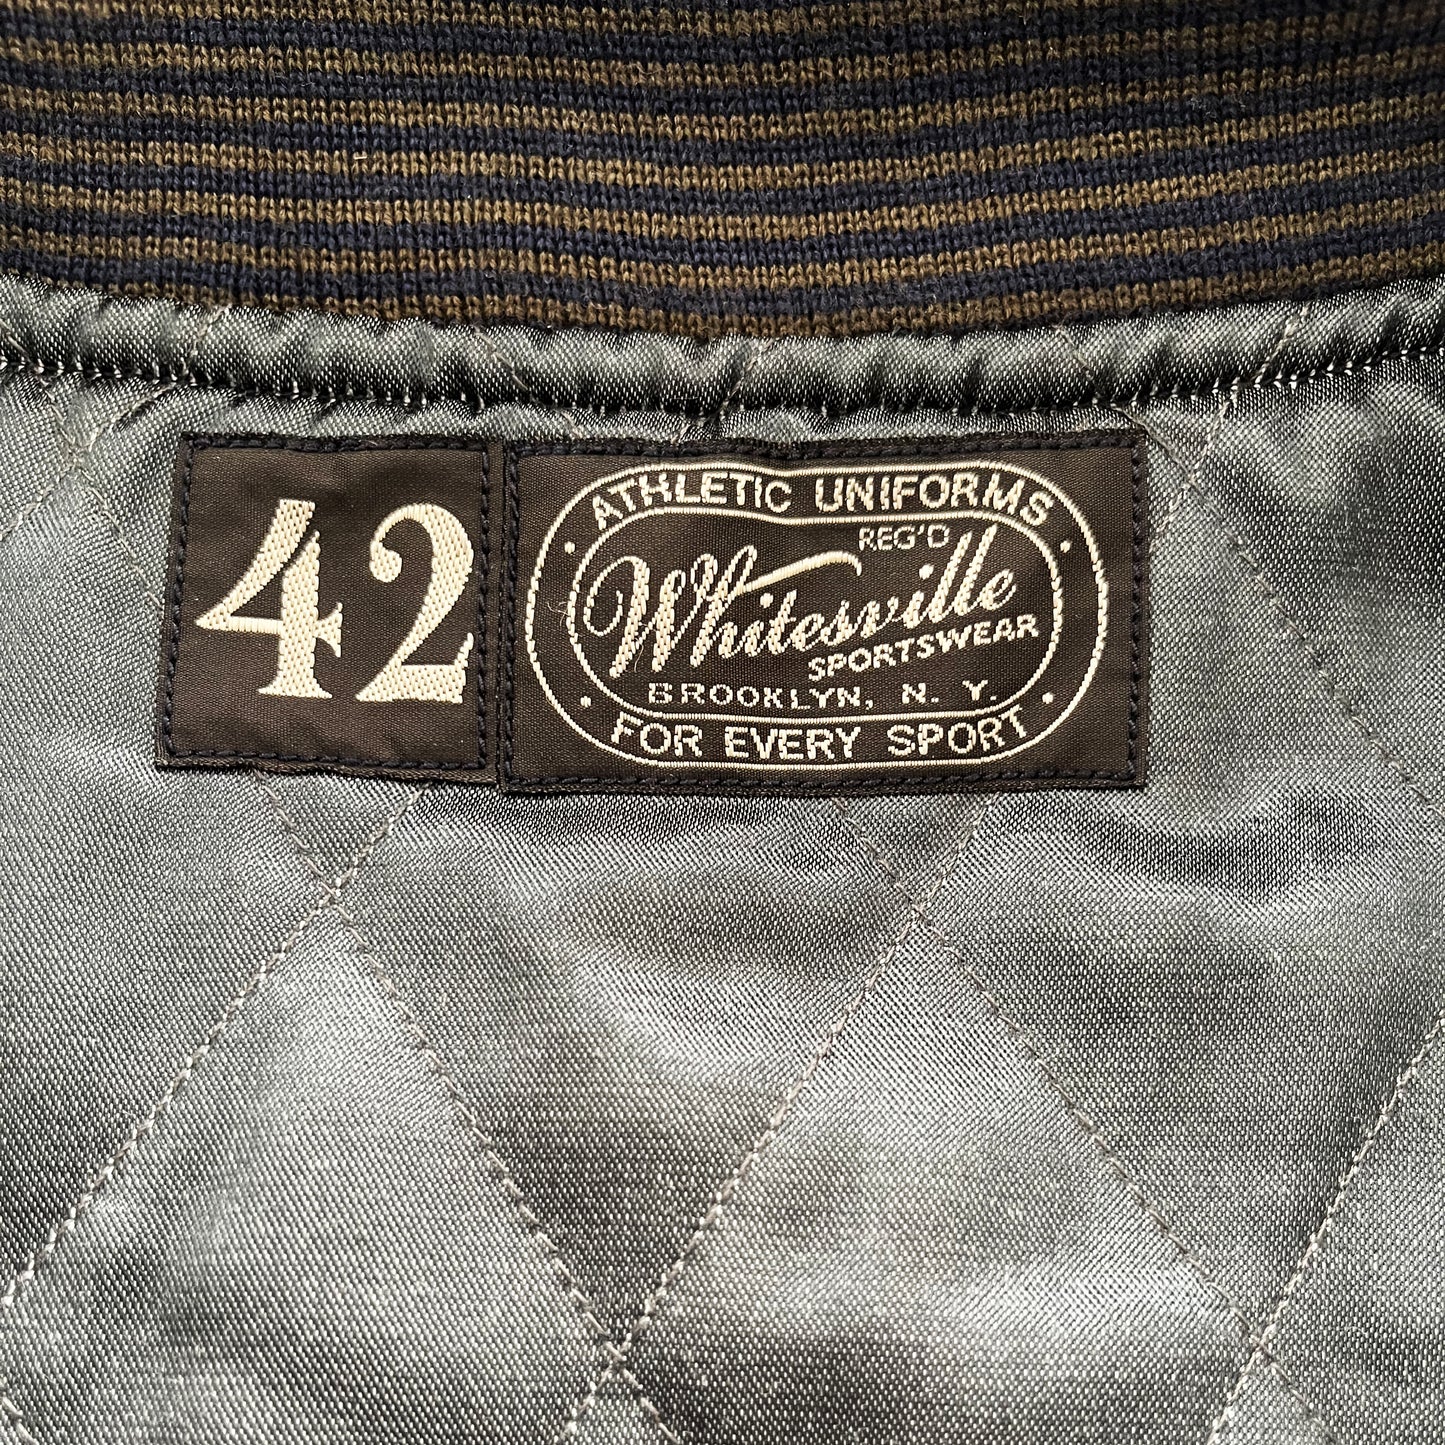 42
ATHLETIC UNIFORMS
REG'D
Whitesville
SPORTSWEAR
BROOKLYN, N. Y.
FOR EVERY SPORT